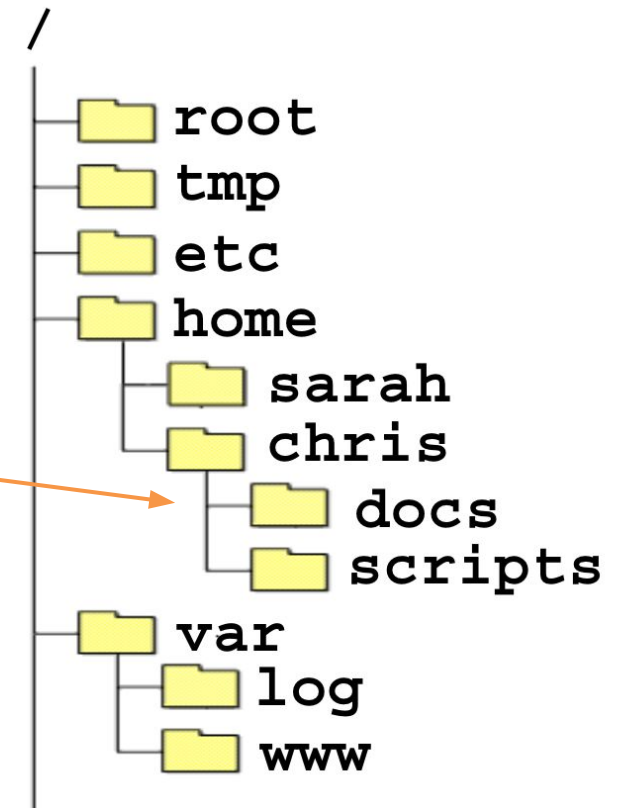 /
root
tmp
etc
home
sarah
chris
docs
scripts
var
log
www